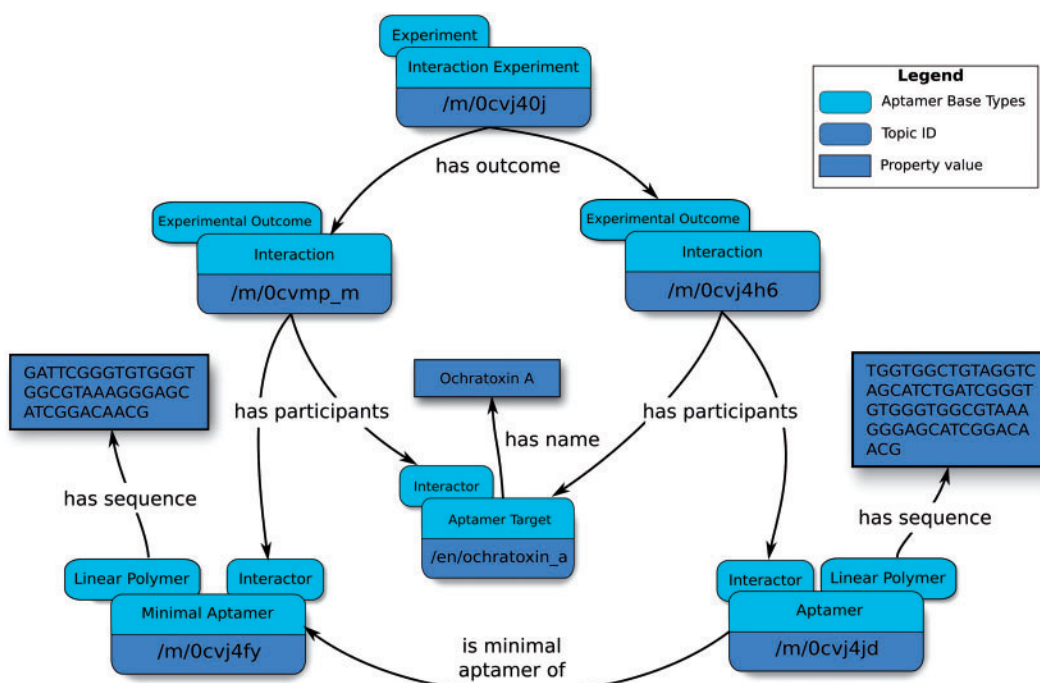 Experiment
Interaction Experiment
/m/0cvj40j
Legend
Aptamer Base Types
Topic ID
Property value
has outcome
Experimental Outcome
Interaction
/m/0cvmp_m
Experimental Outcome
Interaction
/m/0cvj4h6
GATTCGGGTGTGGGT
GGCGTAAAGGGAGC
ATCGGACAACG
Ochratoxin A
TGGTGGCTGTAGGTC
AGCATCTGATCGGGT
GTGGGTGGCGTAAA
GGGAGCATCGGACA
ACG
has participants
has name
has participants
has sequence
Interactor
Aptamer Target
/en/ochratoxin_a
has sequence
Linear Polymer
Interactor
Minimal Aptamer
/m/0cvj4fy
Interactor
Linear Polymer
Aptamer
/m/0cvj4jd
is minimal
aptamer of